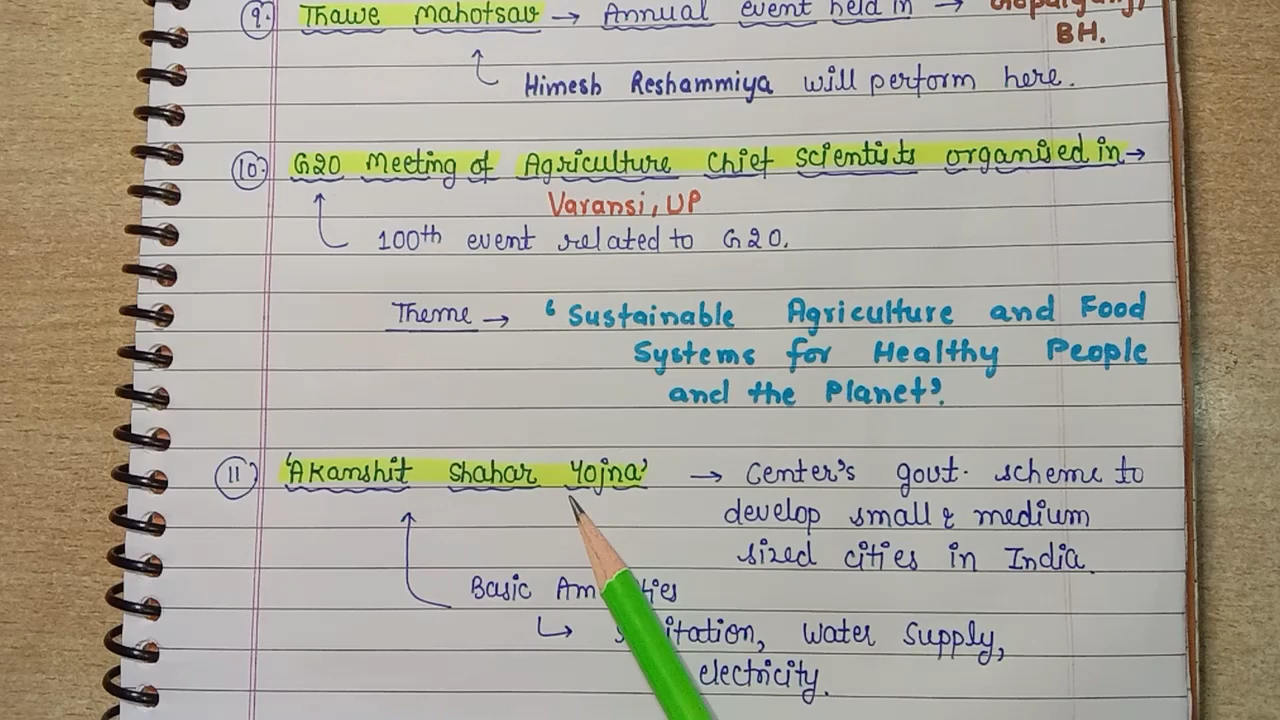 9. Thawe Mahotsav → Annual event held in → Gopalganj,
BH.
Himesh Reshammiya will perform here.
10. G20 Meeting of Agriculture Chief Scientists organised in →
Varansi, UP
100th event related to G20.
Theme → ‘Sustainable Agriculture and Food
Systems for Healthy People
and the Planet’.
11. ‘Akanshit Shahar Yojna’ → Center's govt. scheme to
develop small & medium
sized cities in India.
Basic
↳ water supply,
electricity.